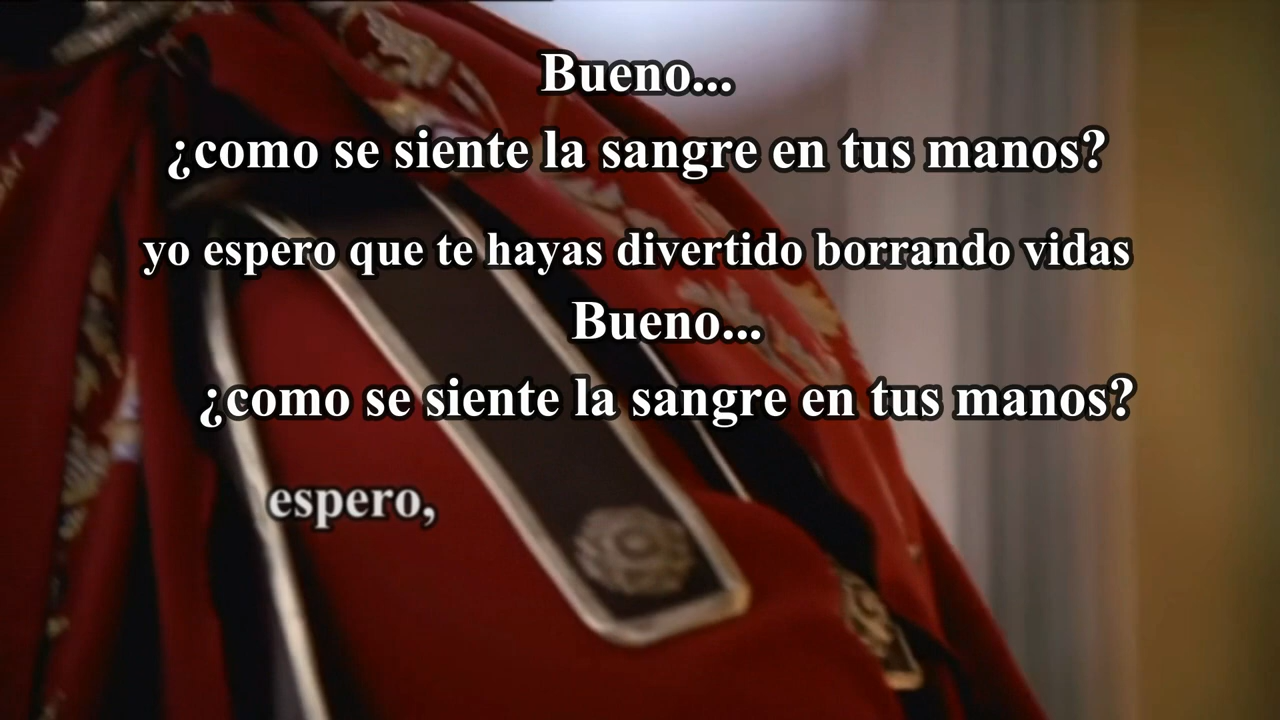 Bueno...
¿como se siente la sangre en tus manos?
yo espero que te hayas divertido borrando vidas
Bueno...
¿como se siente la sangre en tus manos?
espero,